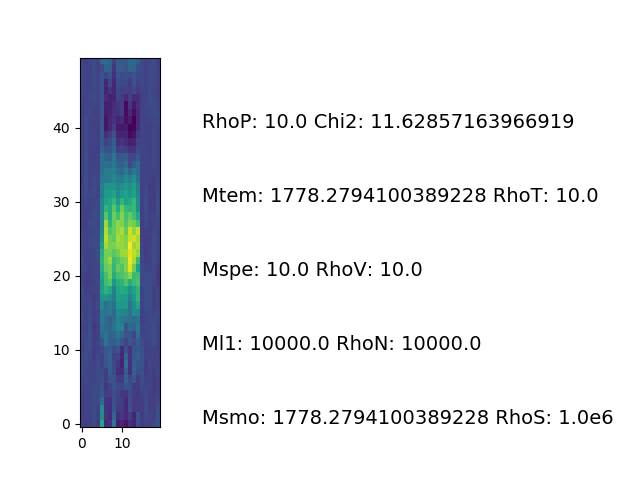 RhoP: 10.0 Chi2: 11.62857163966919
40
Mtem: 1778.2794100389228 RhoT: 10.0
30
Mspe: 10.0 RhoV: 10.0
20
Ml1: 10000.0 RhoN: 10000.0
10
Msmo: 1778.2794100389228 RhoS: 1.0e6
0
0 10